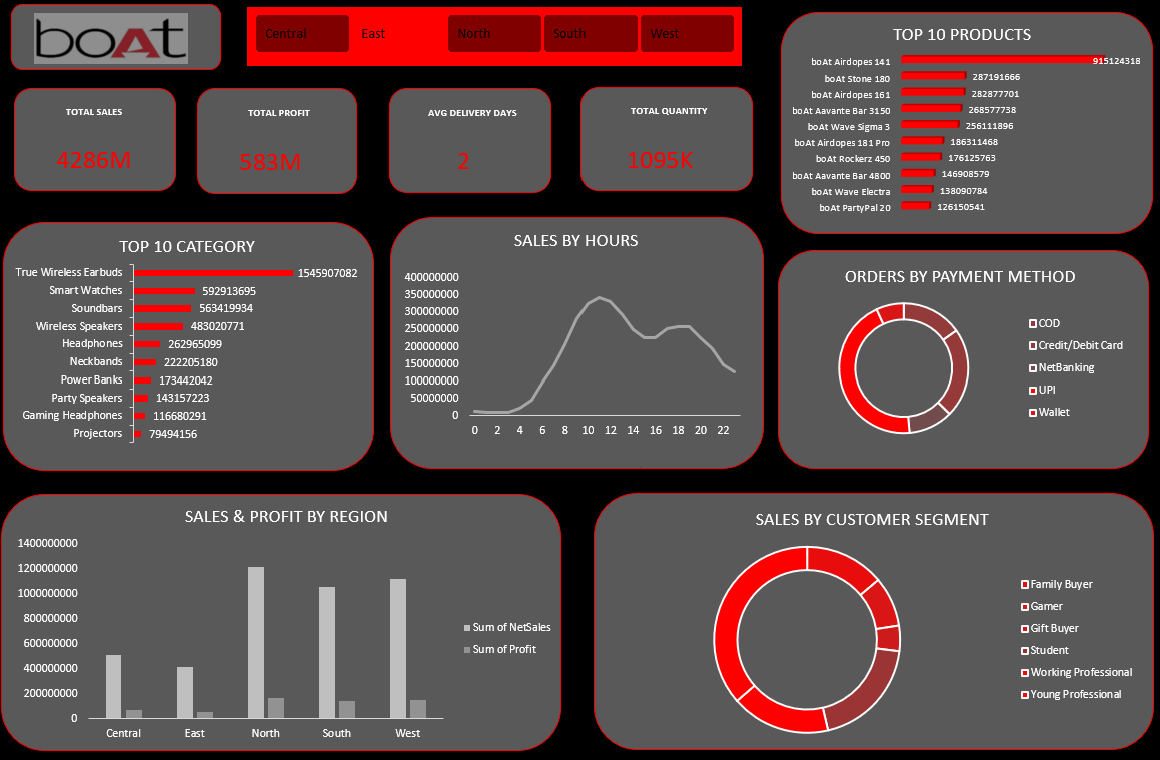 boAt
Central East North South West
TOTAL SALES
4286M
TOTAL PROFIT
583M
AVG DELIVERY DAYS
2
TOTAL QUANTITY
1095K
TOP 10 PRODUCTS
boAt Airdopes 141 915124318
boAt Stone 180 287191666
boAt Airdopes 161 282877701
boAt Aavante Bar 3150 268577738
boAt Wave Sigma 3 256111896
boAt Airdopes 181 Pro 186311468
boAt Rockerz 450 176125763
boAt Aavante Bar 4800 146908579
boAt Wave Electra 138090784
boAt PartyPal 20 126150541
TOP 10 CATEGORY
True Wireless Earbuds 1545907082
Smart Watches 592913695
Soundbars 563419934
Wireless Speakers 483020771
Headphones 262965099
Neckbands 222205180
Power Banks 173442042
Party Speakers 143157223
Gaming Headphones 116680291
Projectors 79494156
SALES BY HOURS
400000000
350000000
300000000
250000000
200000000
150000000
100000000
50000000
0
0 2 4 6 8 10 12 14 16 18 20 22
ORDERS BY PAYMENT METHOD
COD
Credit/Debit Card
NetBanking
UPI
Wallet
SALES & PROFIT BY REGION
1400000000
1200000000
1000000000
800000000
600000000
400000000
200000000
0
Central East North South West
Sum of NetSales
Sum of Profit
SALES BY CUSTOMER SEGMENT
Family Buyer
Gamer
Gift Buyer
Student
Working Professional
Young Professional